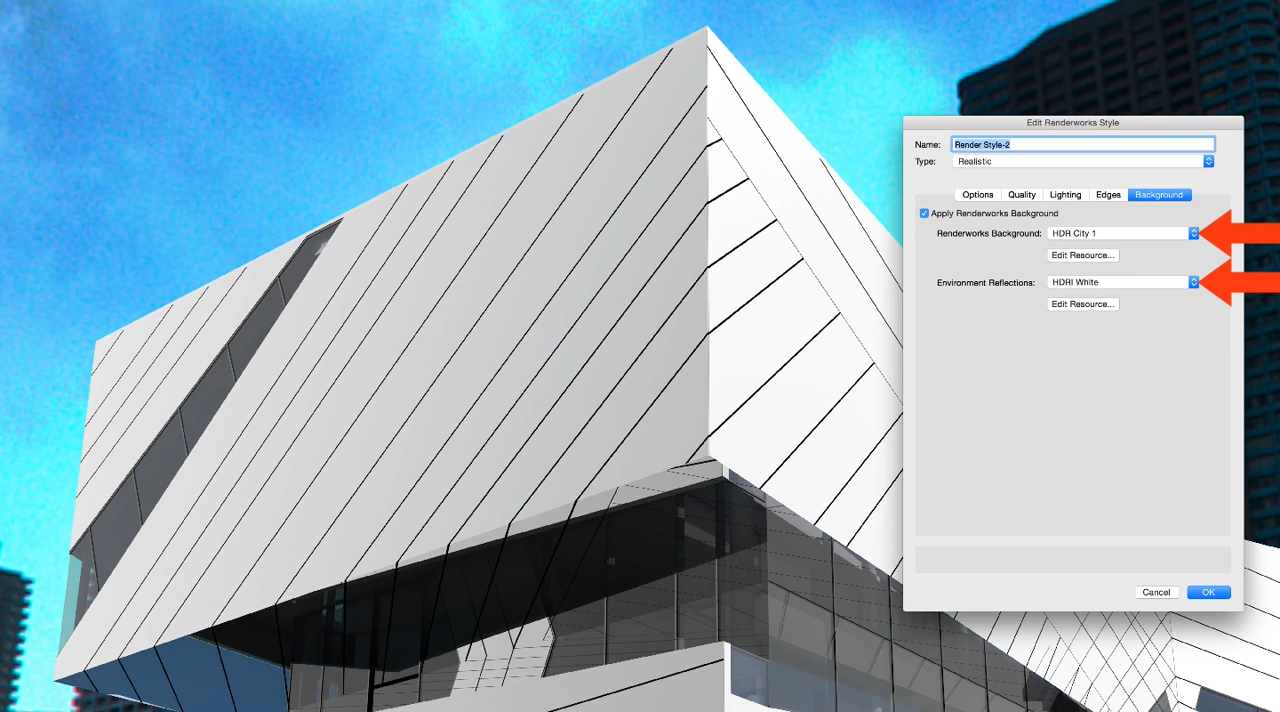 Edit Renderworks Style
Name: Render Style-2
Type: Realistic
Options Quality Lighting Edges Background
Apply Renderworks Background
Renderworks Background: HDR City 1
Edit Resource...
Environment Reflections: HDRI White
Edit Resource...
Cancel OK